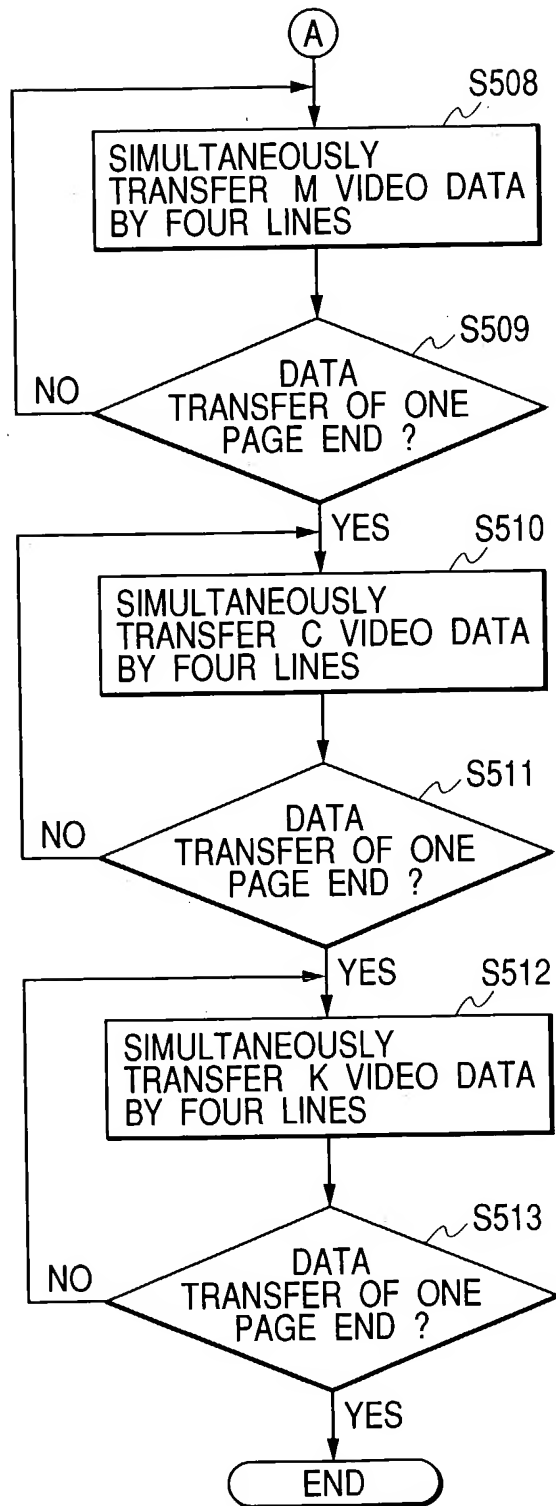 A
S508
SIMULTANEOUSLY
TRANSFER M VIDEO DATA
BY FOUR LINES
S509
DATA
TRANSFER OF ONE
PAGE END ?
NO
YES
S510
SIMULTANEOUSLY
TRANSFER C VIDEO DATA
BY FOUR LINES
S511
DATA
TRANSFER OF ONE
PAGE END ?
NO
YES
S512
SIMULTANEOUSLY
TRANSFER K VIDEO DATA
BY FOUR LINES
S513
DATA
TRANSFER OF ONE
PAGE END ?
NO
YES
END